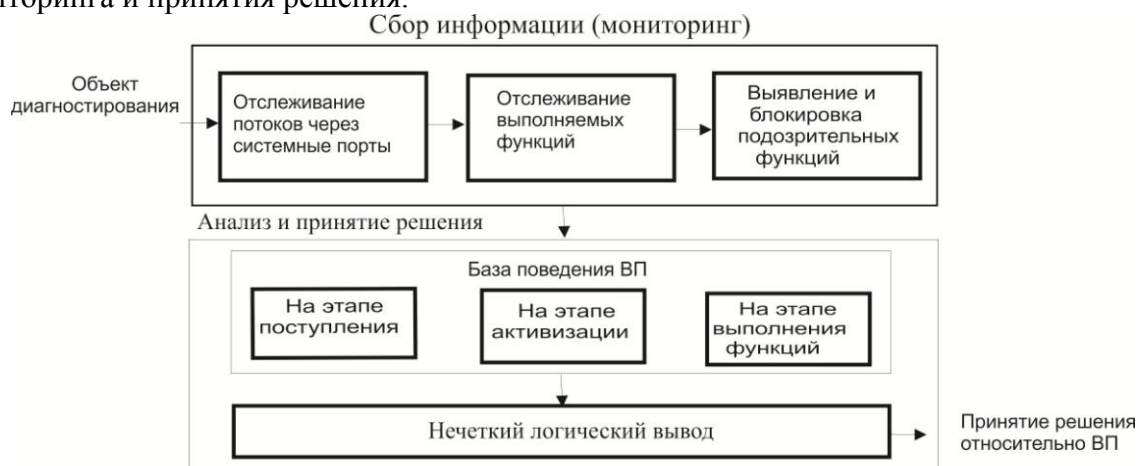 и принятия решения.
Сбор информации (мониторинг)
Объект
диагностирования
Отслеживание
потоков через
системные порты
Отслеживание
выполняемых
функций
Выявление и
блокировка
подозрительных
функций
Анализ и принятие решения
База поведения ВП
На этапе
поступления
На этапе
активизации
На этапе
выполнения
функций
Нечеткий логический вывод
Принятие решения
относительно ВП